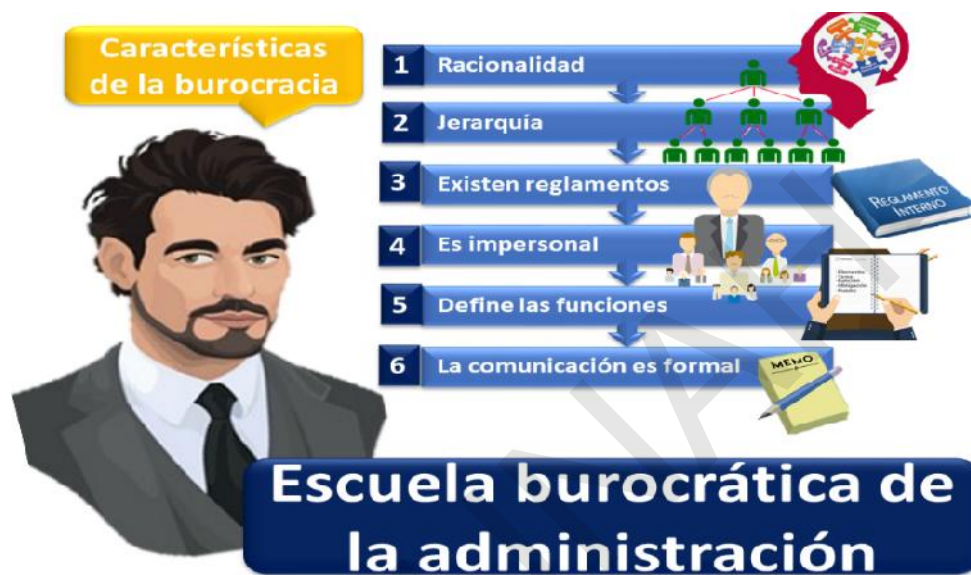 Características
de la burocracia
1 Racionalidad
2 Jerarquía
3 Existen reglamentos
REGLAMENTO
INTERNO
4 Es impersonal
5 Define las funciones
6 La comunicación es formal
MEMO
Escuela burocrática de
la administración